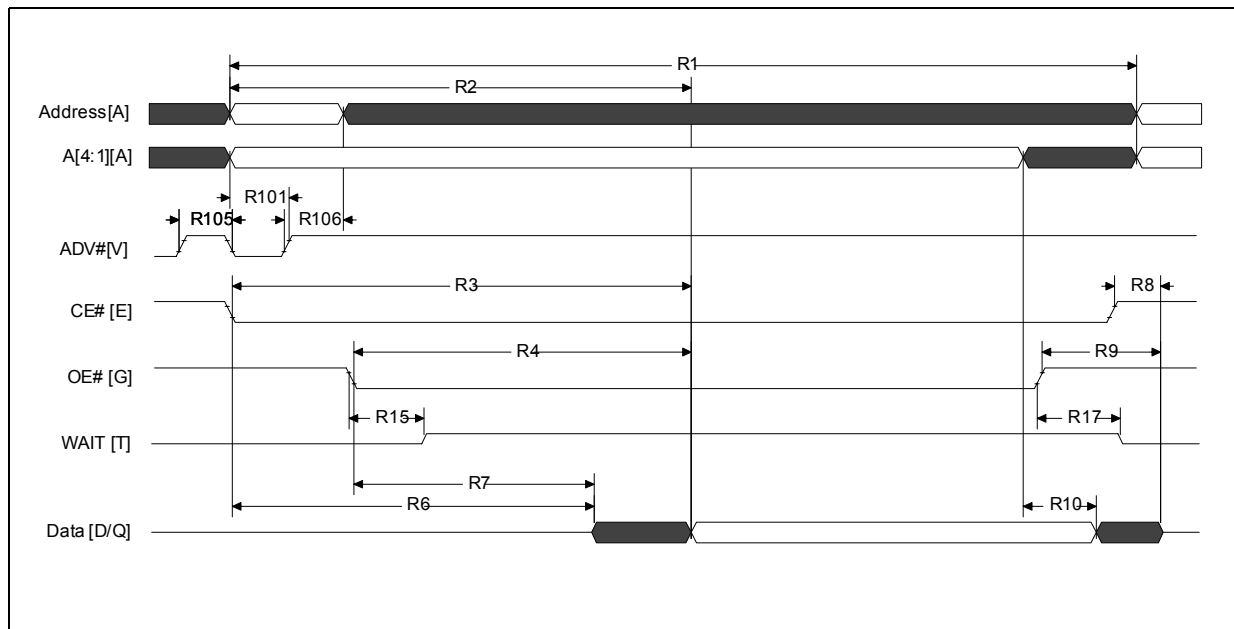 R1
R2
Address [A]
A[4:1] [A]
R101
R105
R106
ADV# [V]
R3
R8
CE# [E]
R4
R9
OE# [G]
R15
R17
WAIT [T]
R7
R6
R10
Data [D/Q]